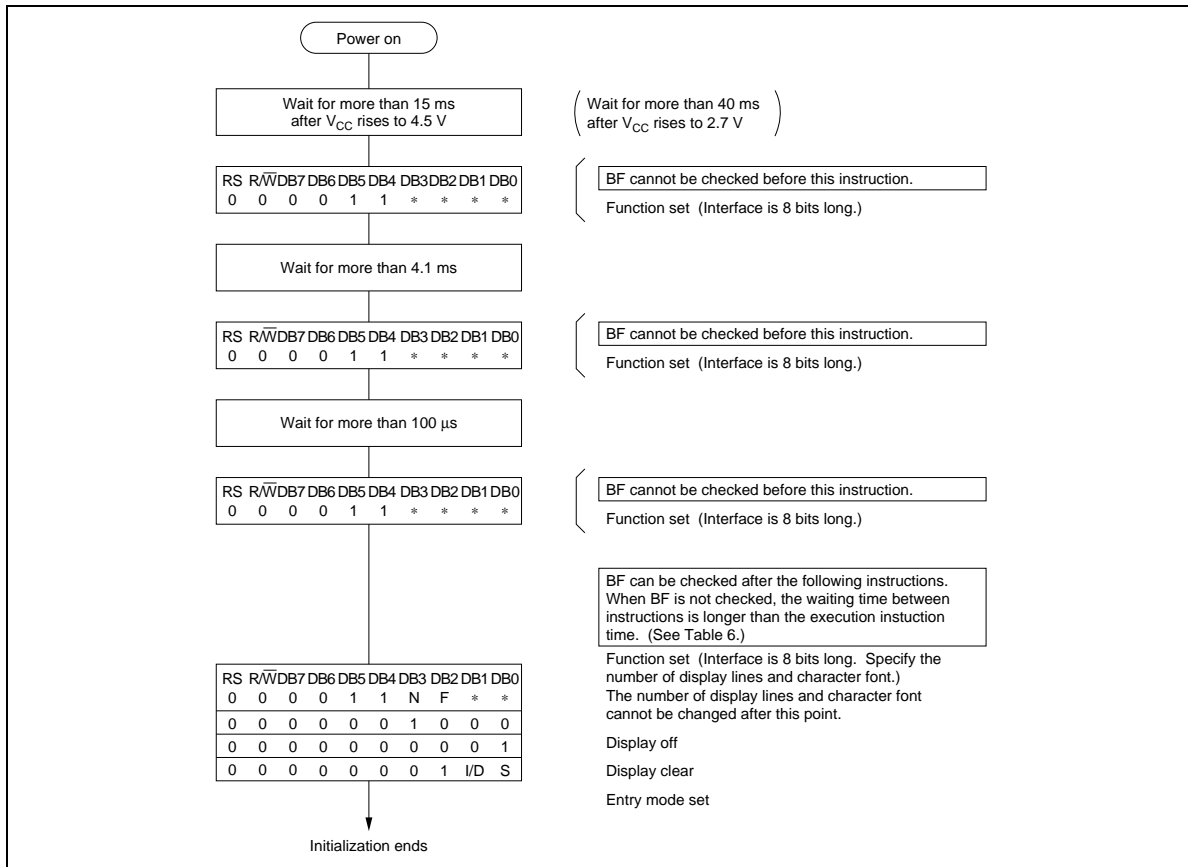 Power on
Wait for more than 15 ms
after VCC rises to 4.5 V
Wait for more than 40 ms
after VCC rises to 2.7 V
RS R/W̅ DB7 DB6 DB5 DB4 DB3 DB2 DB1 DB0
0 0 0 0 1 1 * * * *
BF cannot be checked before this instruction.
Function set (Interface is 8 bits long.)
Wait for more than 4.1 ms
RS R/W̅ DB7 DB6 DB5 DB4 DB3 DB2 DB1 DB0
0 0 0 0 1 1 * * * *
BF cannot be checked before this instruction.
Function set (Interface is 8 bits long.)
Wait for more than 100 µs
RS R/W̅ DB7 DB6 DB5 DB4 DB3 DB2 DB1 DB0
0 0 0 0 1 1 * * * *
BF cannot be checked before this instruction.
Function set (Interface is 8 bits long.)
BF can be checked after the following instructions.
When BF is not checked, the waiting time between
instructions is longer than the execution instuction
time. (See Table 6.)
RS R/W̅ DB7 DB6 DB5 DB4 DB3 DB2 DB1 DB0
0 0 0 0 1 1 N F * *
0 0 0 0 0 0 1 0 0 0
0 0 0 0 0 0 0 0 0 1
0 0 0 0 0 0 0 1 I/D S
Function set (Interface is 8 bits long. Specify the
number of display lines and character font.)
The number of display lines and character font
cannot be changed after this point.
Display off
Display clear
Entry mode set
Initialization ends